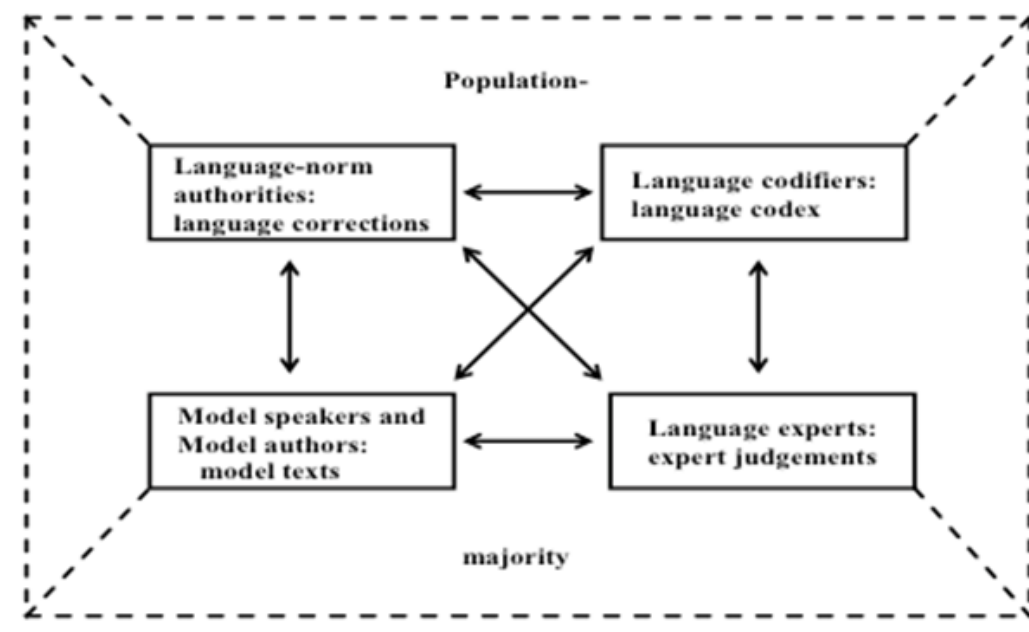 Population-
Language-norm
authorities:
language corrections
Language codifiers:
language codex
Model speakers and
Model authors:
model texts
Language experts:
expert judgements
majority